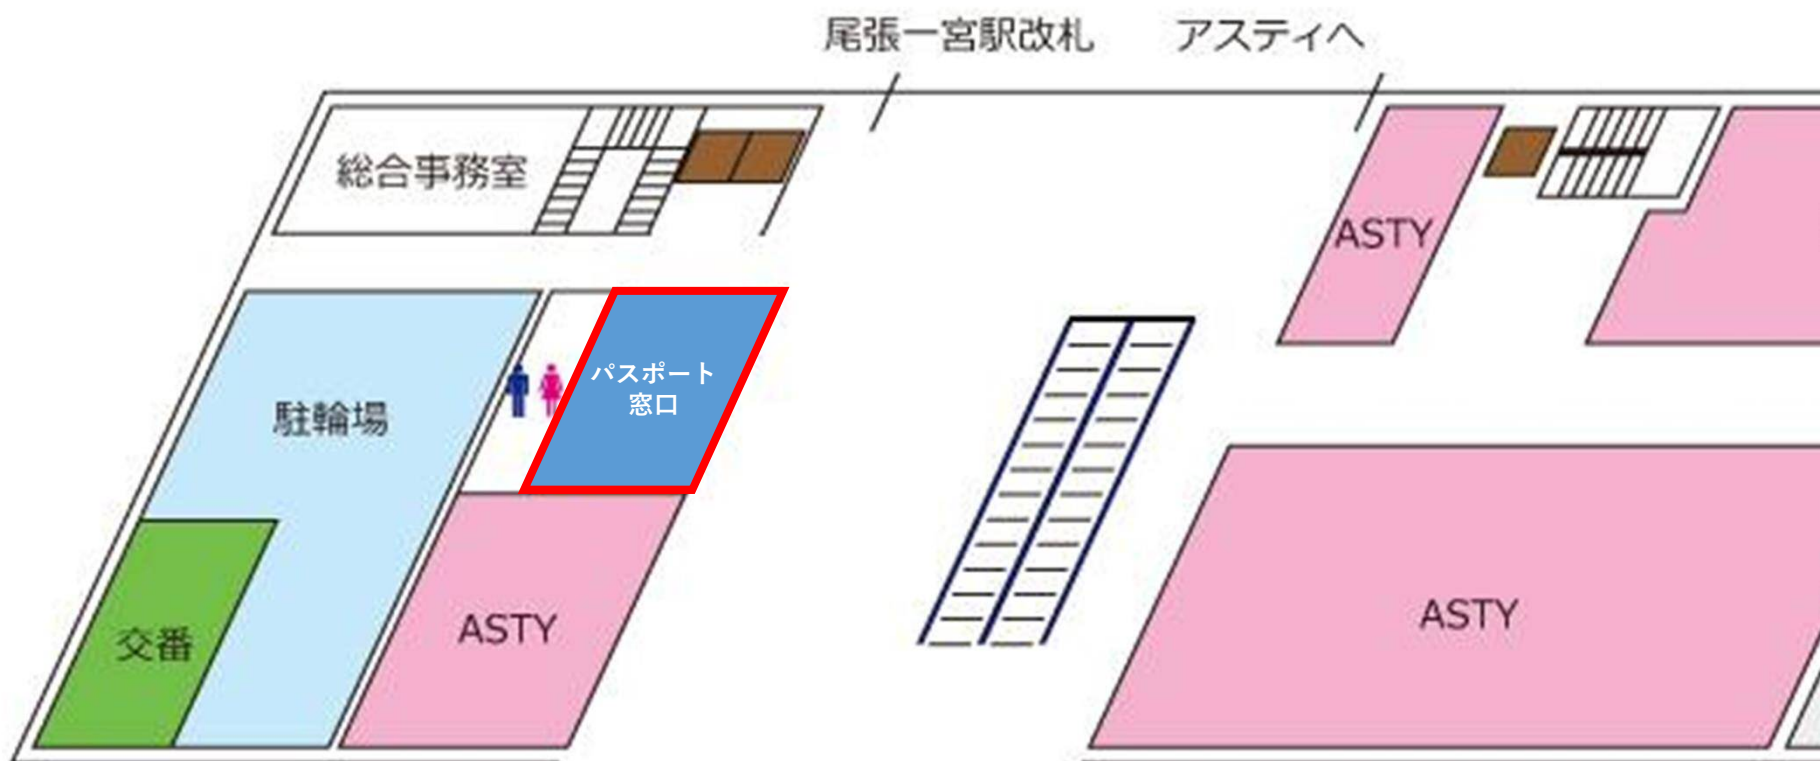 尾張一宮駅改札
アスティへ
総合事務室
ASTY
パスポート
窓口
駐輪場
交番
ASTY
ASTY